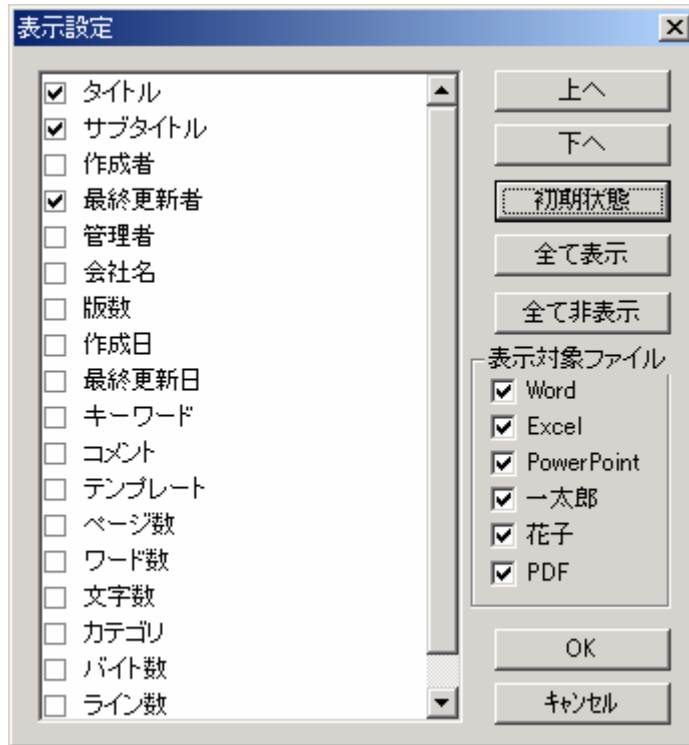 表示設定
タイトル
サブタイトル
作成者
最終更新者
管理者
会社名
版数
作成日
最終更新日
キーワード
コメント
テンプレート
ページ数
ワード数
文字数
カテゴリ
バイト数
ライン数
上へ
下へ
初期状態
全て表示
全て非表示
表示対象ファイル
Word
Excel
PowerPoint
一太郎
花子
PDF
OK
キャンセル